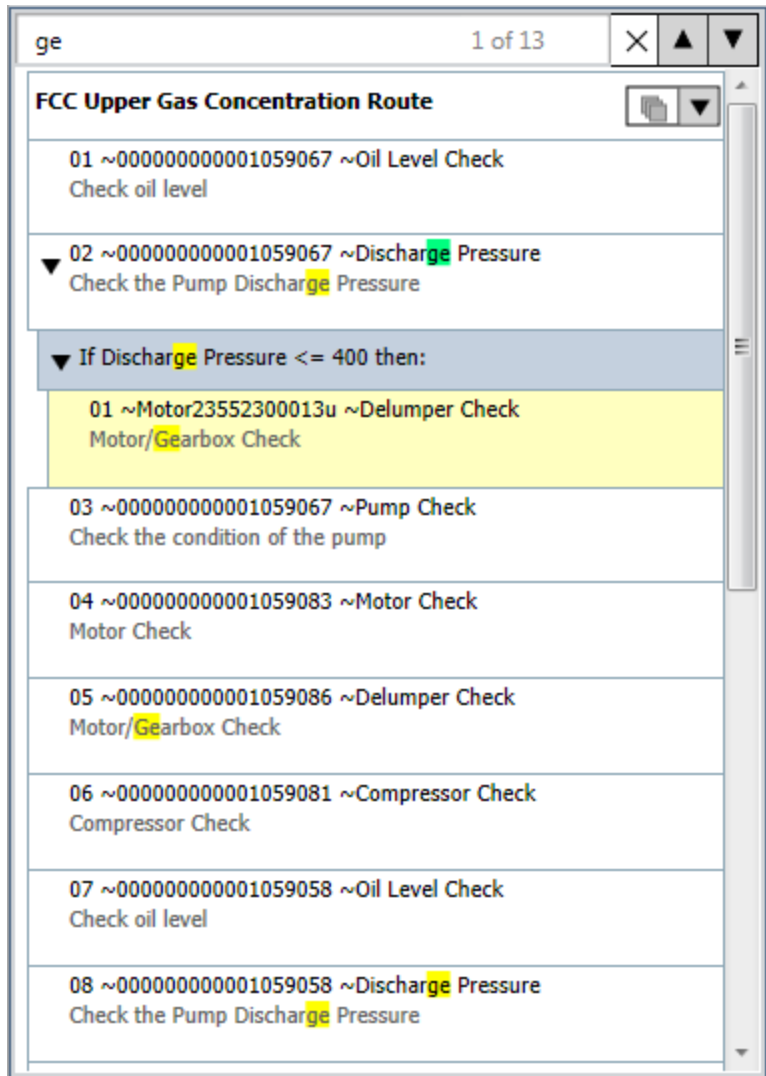 ge 1 of 13
FCC Upper Gas Concentration Route
01 ~000000000001059067 ~Oil Level Check
Check oil level
02 ~000000000001059067 ~Discharge Pressure
Check the Pump Discharge Pressure
If Discharge Pressure <= 400 then:
01 ~Motor23552300013u ~Delumper Check
Motor/Gearbox Check
03 ~000000000001059067 ~Pump Check
Check the condition of the pump
04 ~000000000001059083 ~Motor Check
Motor Check
05 ~000000000001059086 ~Delumper Check
Motor/Gearbox Check
06 ~000000000001059081 ~Compressor Check
Compressor Check
07 ~000000000001059058 ~Oil Level Check
Check oil level
08 ~000000000001059058 ~Discharge Pressure
Check the Pump Discharge Pressure